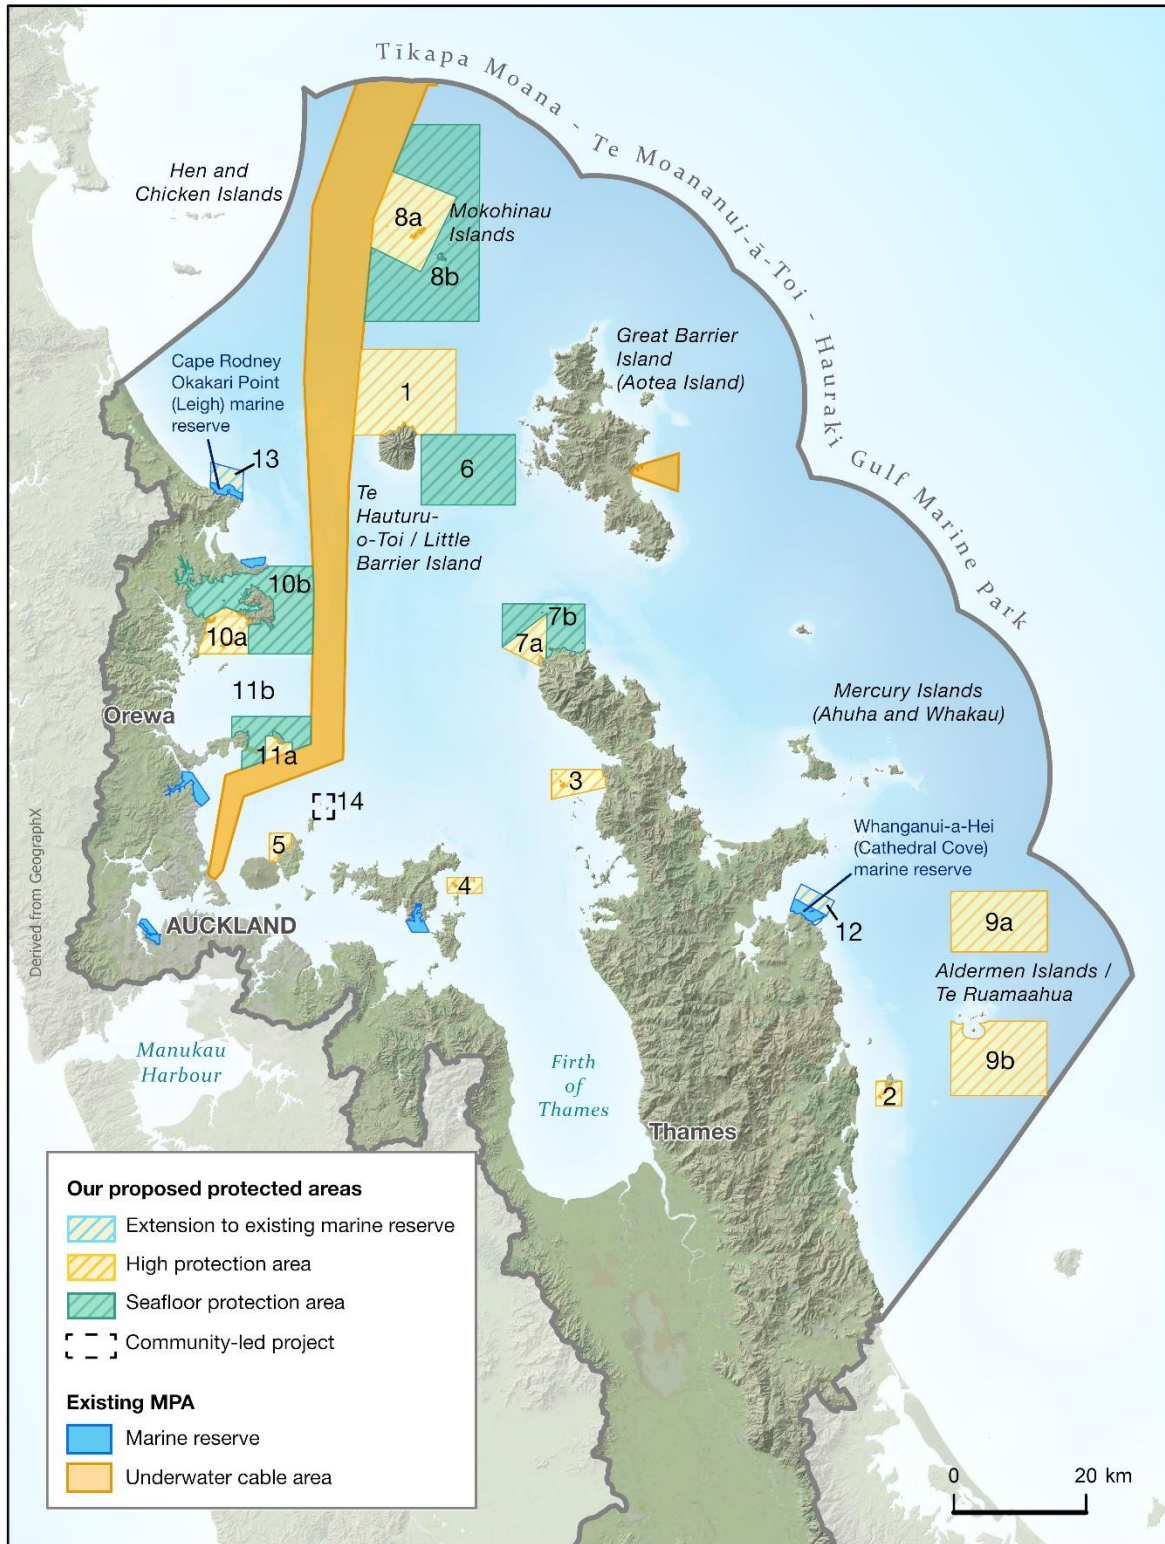 Tīkapa Moana - Te Moananui-ā-Toi - Hauraki Gulf Marine Park
Hen and
Chicken Islands
8a
Mokohinau
Islands
8b
Great Barrier
Island
(Aotea Island)
Cape Rodney
Okakari Point
(Leigh) marine
reserve
1
13
6
Te
Hauturu-
o-Toi / Little
Barrier Island
10b
10a
7b
7a
11b
Orewa
Mercury Islands
(Ahuha and Whakau)
11a
3
14
5
Whanganui-a-Hei
(Cathedral Cove)
marine reserve
4
12
AUCKLAND
9a
Aldermen Islands /
Te Ruamaahua
Derived from GeographX
Manukau
Harbour
Firth
of
Thames
9b
2
Thames
Our proposed protected areas
Extension to existing marine reserve
High protection area
Seafloor protection area
Community-led project
Existing MPA
Marine reserve
Underwater cable area
0 20 km